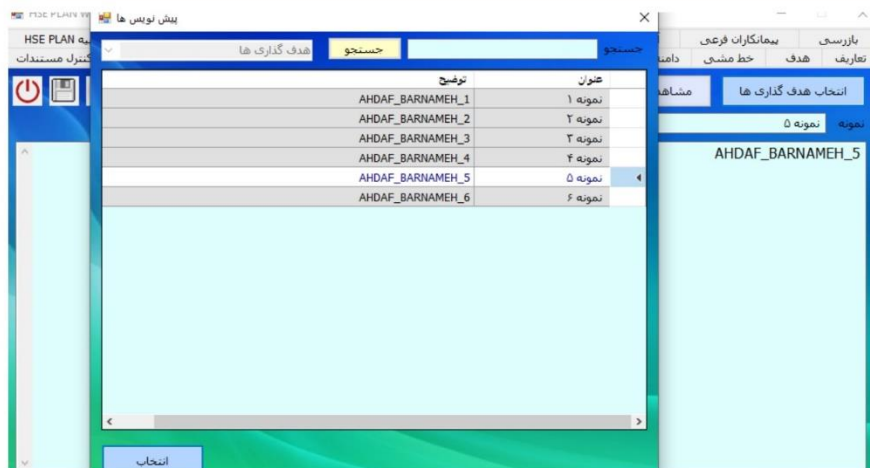 پیش نویس ها
HSE PLAN W
بازرسی
پیمانکاران فرعی
HSE PLAN
تعاریف
هدف
خط مشی
کنترل مستندات
جستجو
جستجو
هدف گذاری ها
انتخاب هدف گذاری ها
نمونه
نمونه ۵
AHDAF_BARNAMEH_5
عنوان توضیح
نمونه ۱ AHDAF_BARNAMEH_1
نمونه ۲ AHDAF_BARNAMEH_2
نمونه ۳ AHDAF_BARNAMEH_3
نمونه ۴ AHDAF_BARNAMEH_4
نمونه ۵ AHDAF_BARNAMEH_5
نمونه ۶ AHDAF_BARNAMEH_6
انتخاب